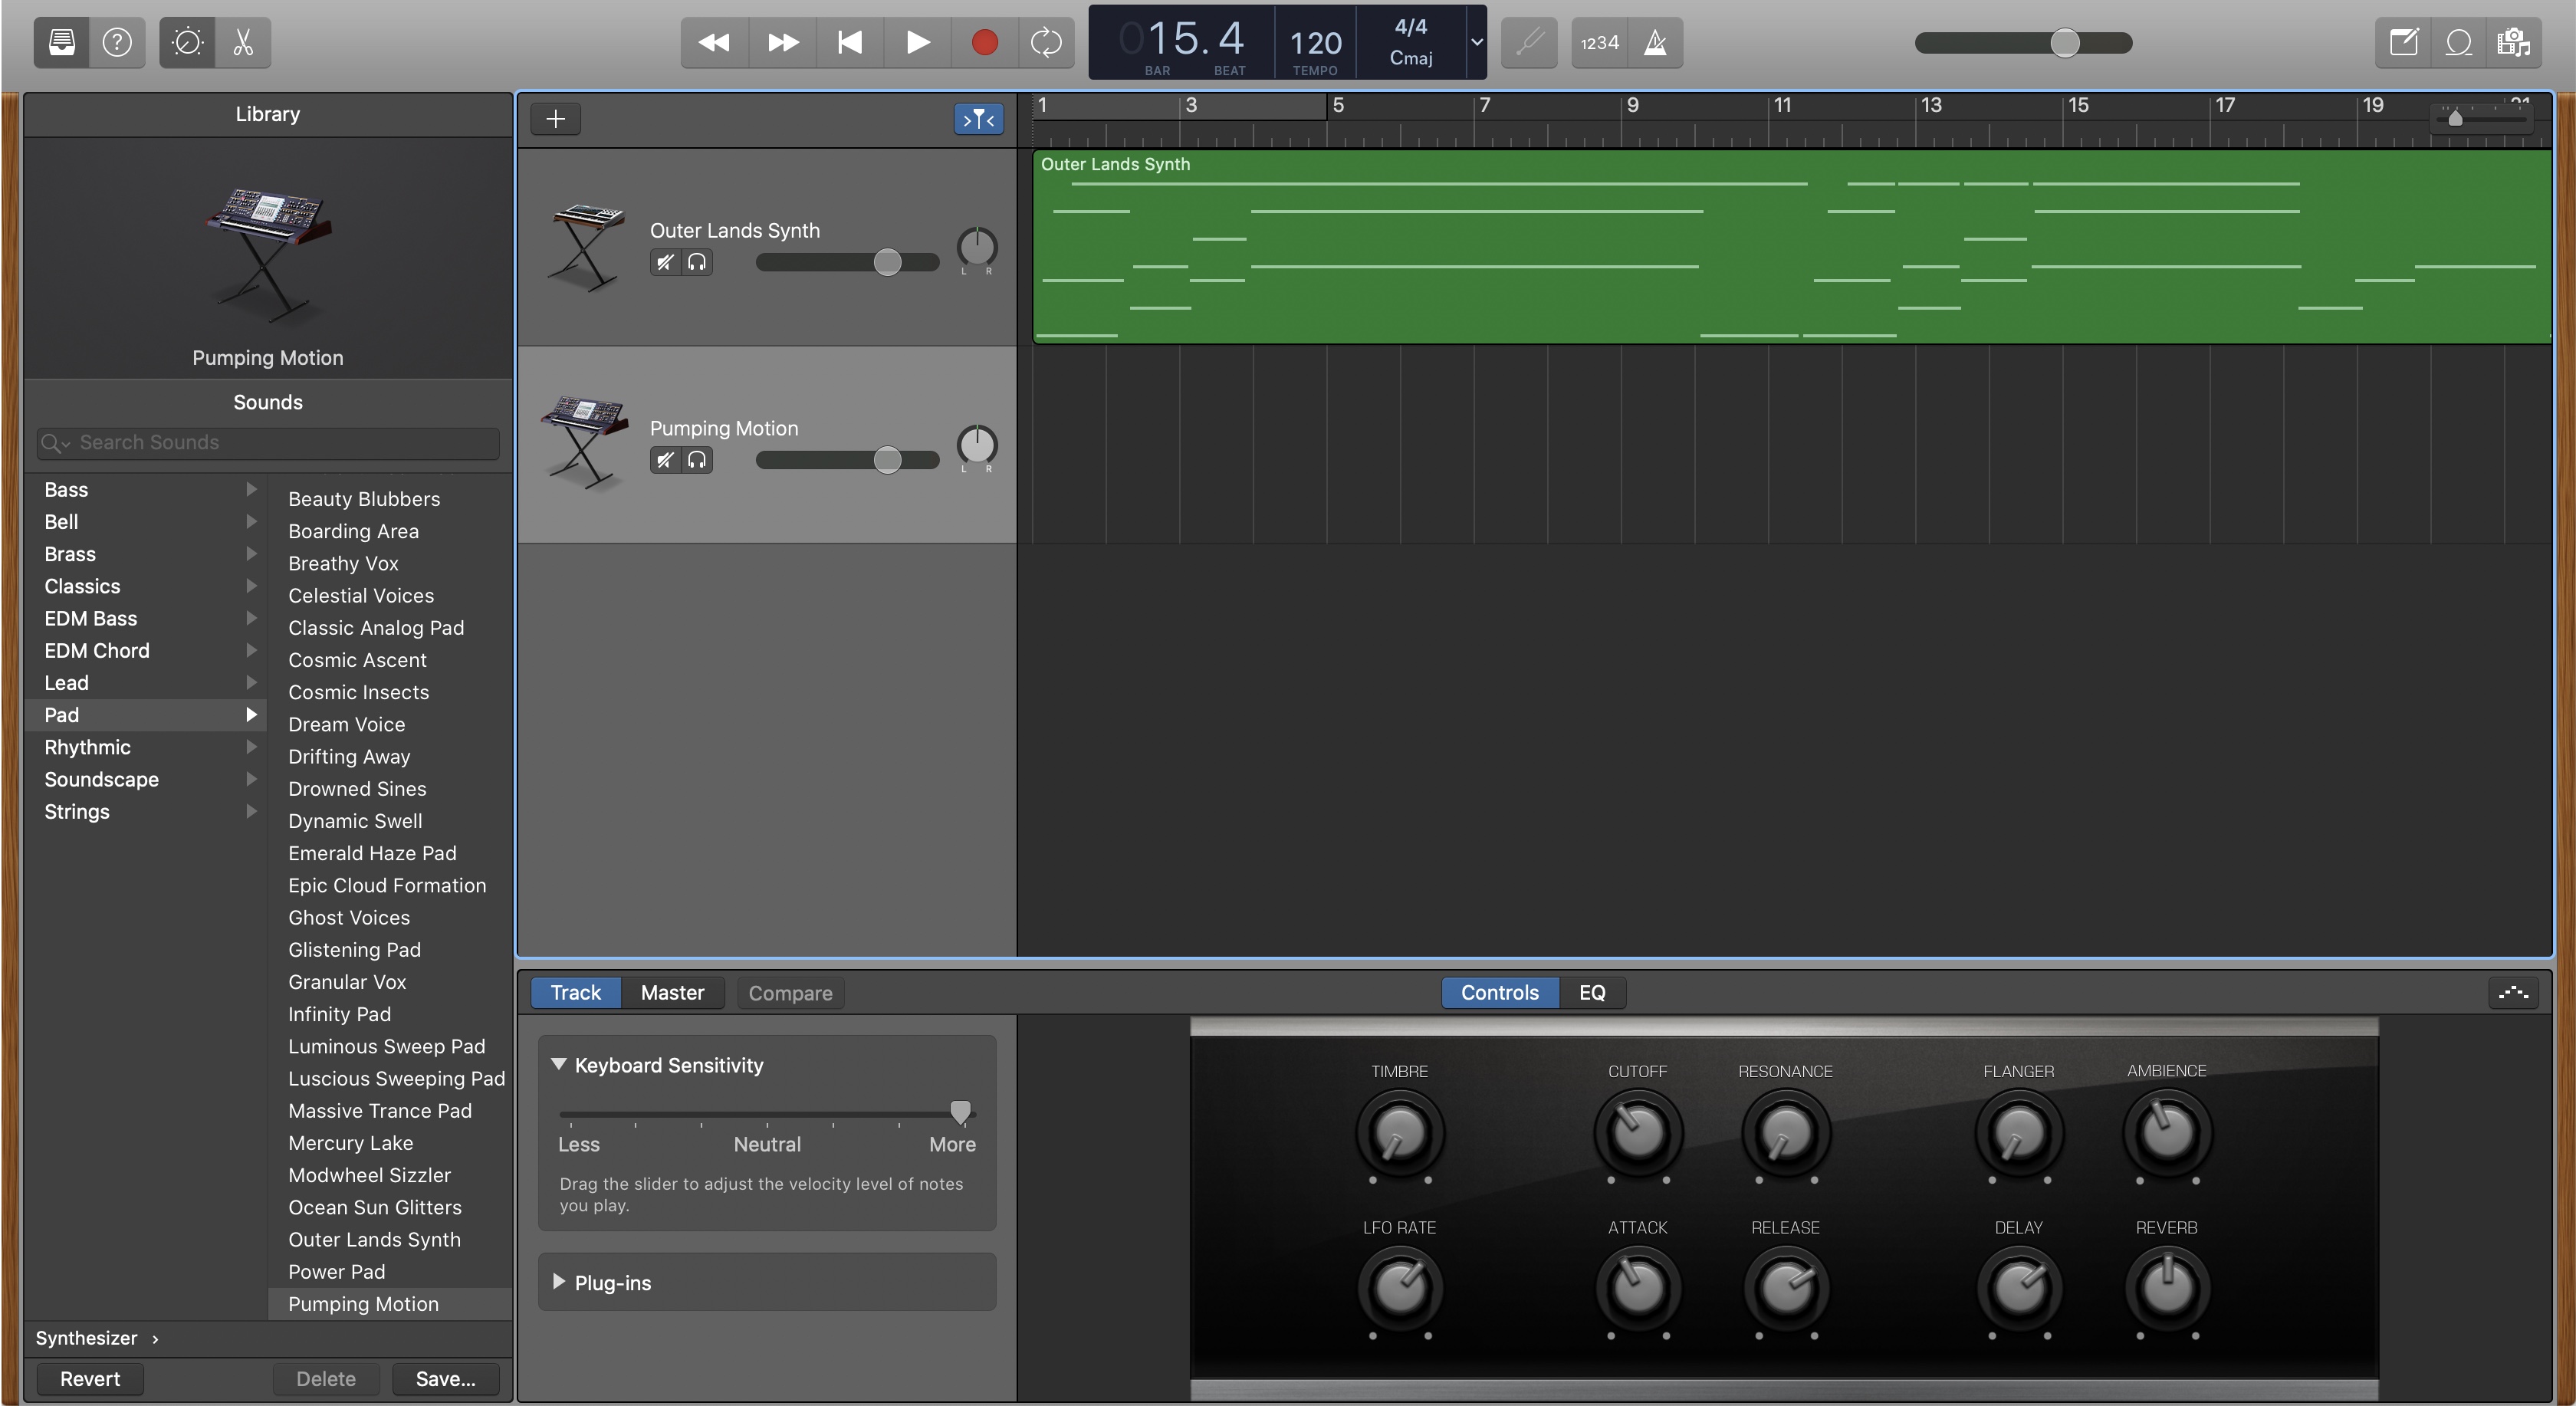 015.4
BAR BEAT
120
TEMPO
4/4
Cmaj
1234
Library
Pumping Motion
Sounds
Search Sounds
Bass
Bell
Brass
Classics
EDM Bass
EDM Chord
Lead
Pad
Rhythmic
Soundscape
Strings
Beauty Blubbers
Boarding Area
Breathy Vox
Celestial Voices
Classic Analog Pad
Cosmic Ascent
Cosmic Insects
Dream Voice
Drifting Away
Drowned Sines
Dynamic Swell
Emerald Haze Pad
Epic Cloud Formation
Ghost Voices
Glistening Pad
Granular Vox
Infinity Pad
Luminous Sweep Pad
Luscious Sweeping Pad
Massive Trance Pad
Mercury Lake
Modwheel Sizzler
Ocean Sun Glitters
Outer Lands Synth
Power Pad
Pumping Motion
Synthesizer ›
Revert Delete Save...
1 3 5 7 9 11 13 15 17 19 21
Outer Lands Synth
L R
Outer Lands Synth
Pumping Motion
L R
Track Master Compare Controls EQ
Keyboard Sensitivity
Less Neutral More
Drag the slider to adjust the velocity level of notes
you play.
Plug-ins
TIMBRE CUTOFF RESONANCE FLANGER AMBIENCE
LFO RATE ATTACK RELEASE DELAY REVERB